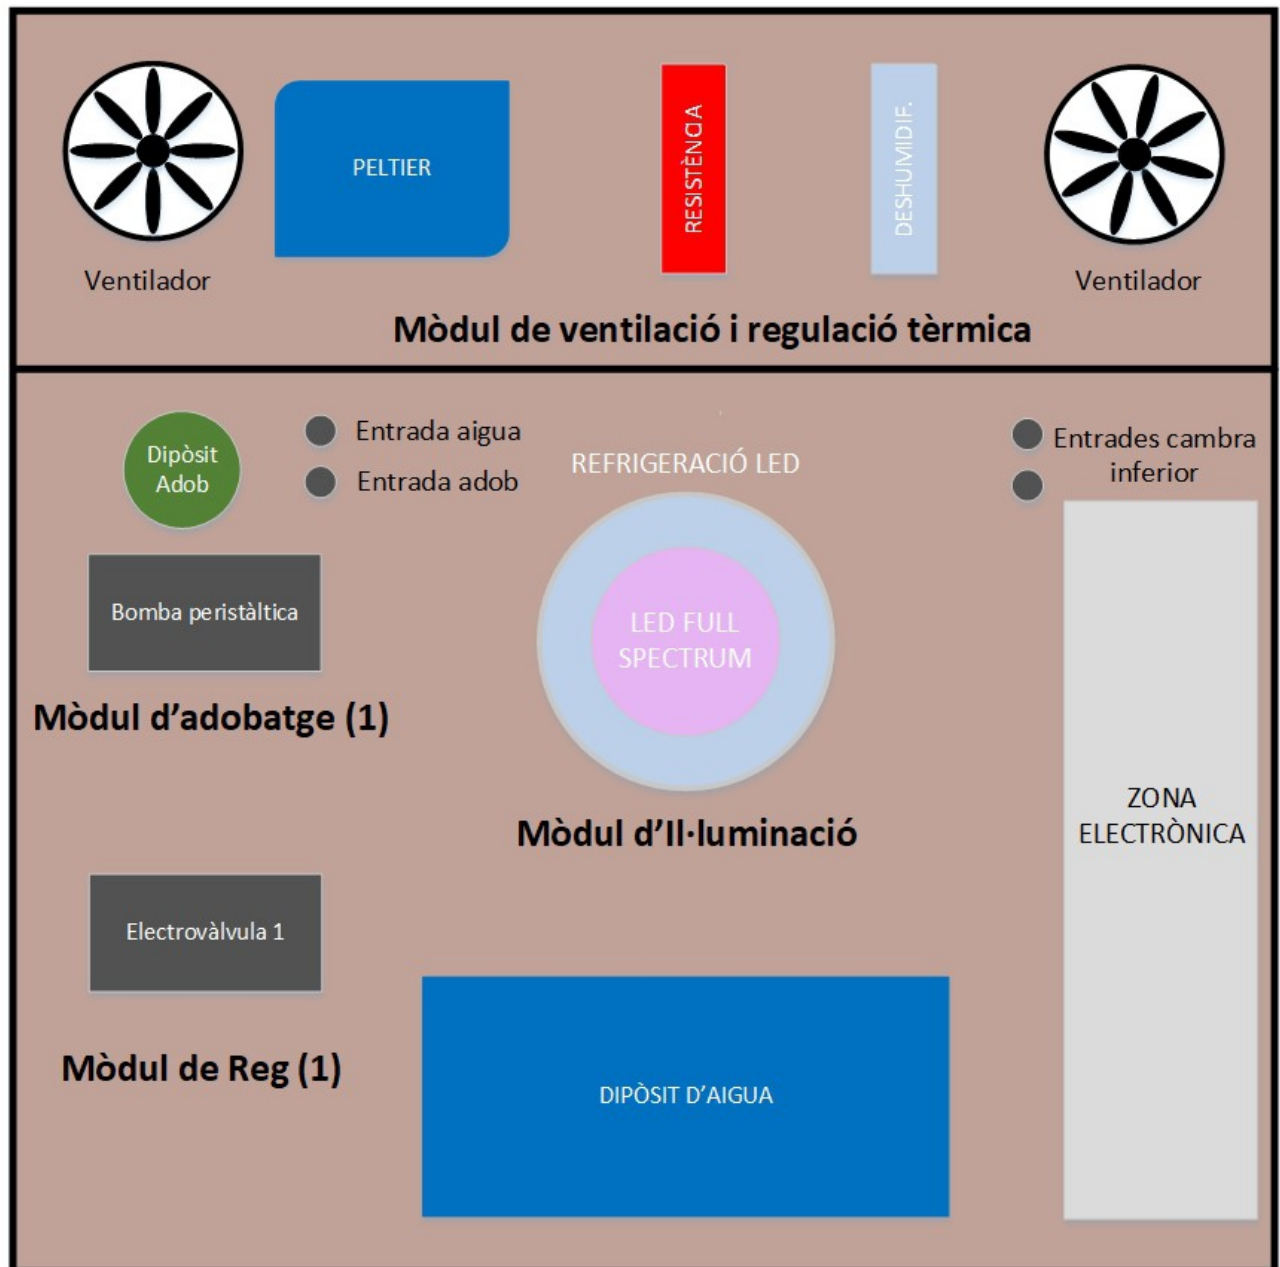 PELTIER
RESISTÈNCIA
DESHUMIDIF.
Ventilador
Ventilador
Mòdul de ventilació i regulació tèrmica
Dipòsit
Adob
Entrada aigua
Entrada adob
REFRIGERACIÓ LED
Entrades cambra
inferior
Bomba peristàltica
LED FULL
SPECTRUM
Mòdul d’adobatge (1)
ZONA
ELECTRÒNICA
Mòdul d’Il·luminació
Electrovàlvula 1
Mòdul de Reg (1)
DIPÒSIT D’AIGUA